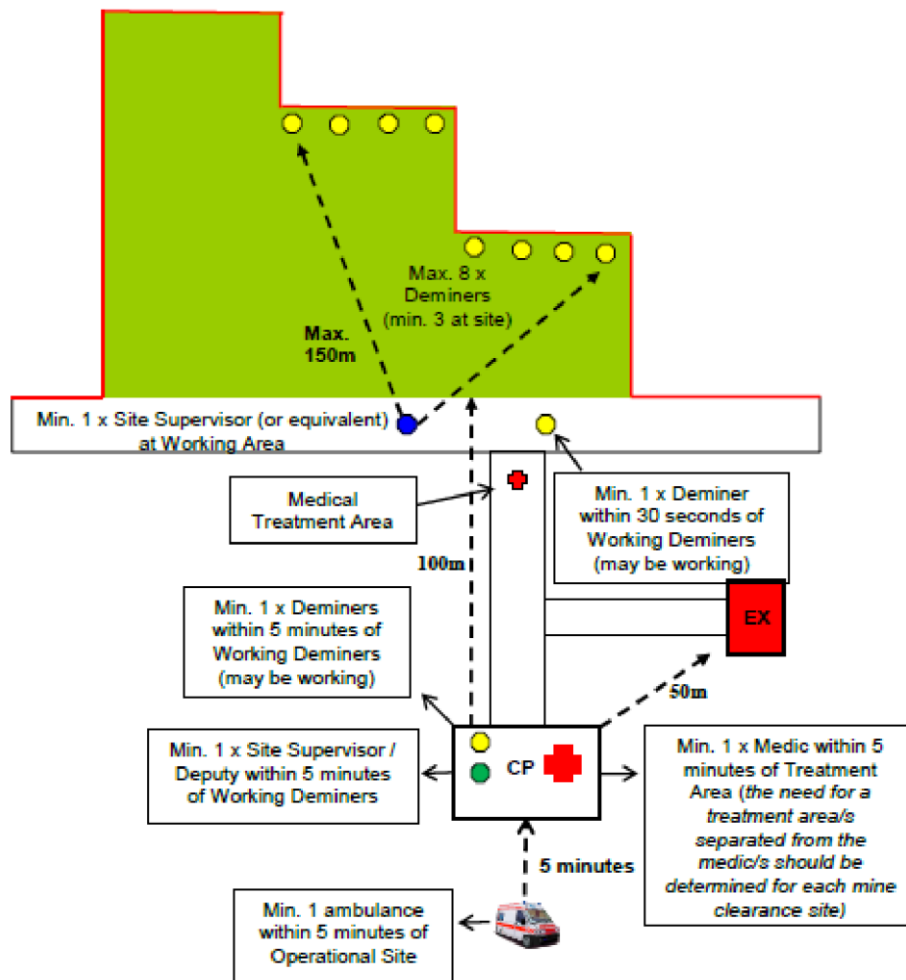 Max. 8 x
Deminers
(min. 3 at site)
Max.
150m
Min. 1 x Site Supervisor (or equivalent)
at Working Area
Medical
Treatment Area
Min. 1 x Deminer
within 30 seconds of
Working Deminers
(may be working)
100m
Min. 1 x Deminers
within 5 minutes of
Working Deminers
(may be working)
EX
50m
Min. 1 x Site Supervisor /
Deputy within 5 minutes
of Working Deminers
CP
Min. 1 x Medic within 5
minutes of Treatment
Area (the need for a
treatment area/s
separated from the
medic/s should be
determined for each mine
clearance site)
5 minutes
Min. 1 ambulance
within 5 minutes of
Operational Site